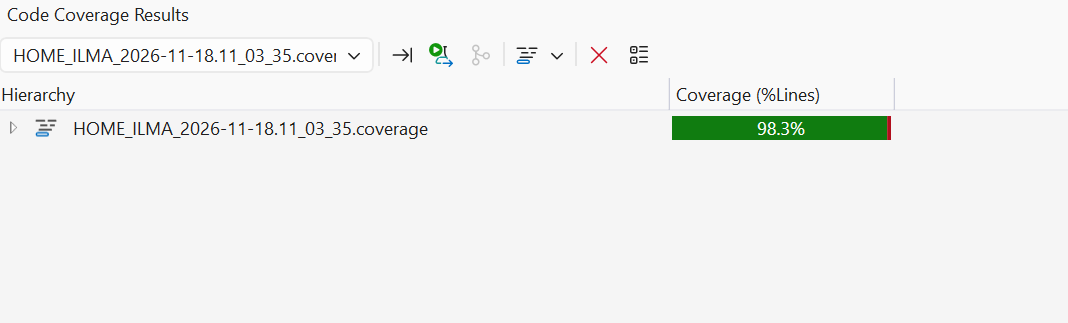 Code Coverage Results
HOME_ILMA_2026-11-18.11_03_35.cover
Hierarchy Coverage (%Lines)
HOME_ILMA_2026-11-18.11_03_35.coverage 98.3%